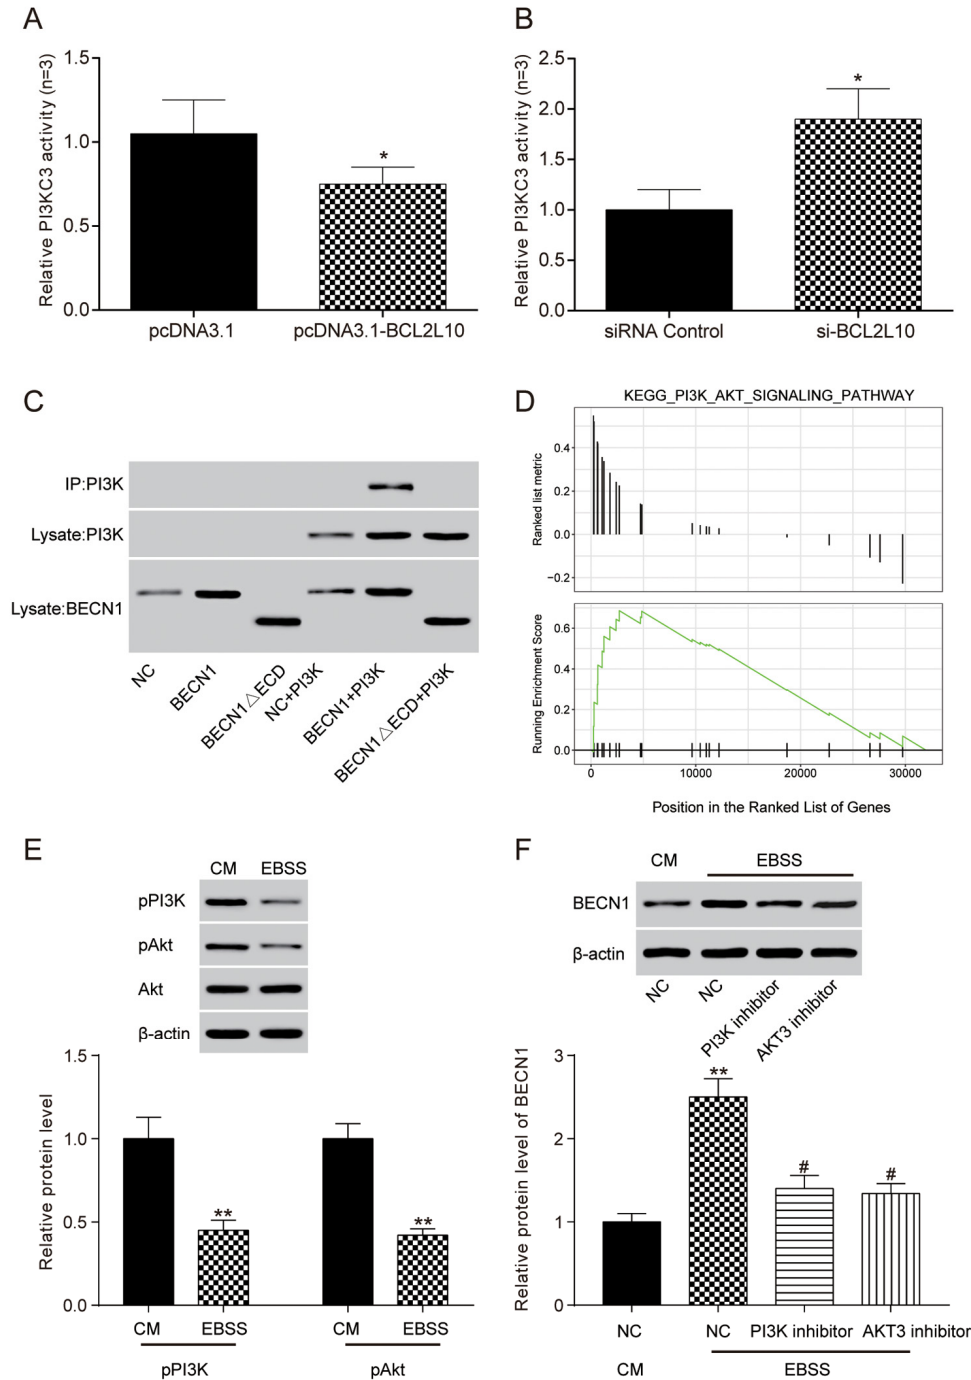 A
Relative PI3KC3 activity (n=3)
1.5
1.0
0.5
0.0
*
pcDNA3.1
pcDNA3.1-BCL2L10
B
Relative PI3KC3 activity (n=3)
2.5
2.0
1.5
1.0
0.5
0.0
*
siRNA Control
si-BCL2L10
C
IP:PI3K
Lysate:PI3K
Lysate:BECN1
NC
BECN1
BECN1△ECD
NC+PI3K
BECN1+PI3K
BECN1△ECD+PI3K
D
KEGG_PI3K_AKT_SIGNALING_PATHWAY
Ranked list metric
0.4
0.2
0.0
−0.2
Running Enrichment Score
0.6
0.4
0.2
0.0
0 10000 20000 30000
Position in the Ranked List of Genes
E
CM EBSS
pPI3K
pAkt
Akt
β-actin
Relative protein level
1.5
1.0
0.5
0.0
** **
CM EBSS CM EBSS
pPI3K pAkt
F
CM EBSS
BECN1
β-actin
NC
NC
PI3K inhibitor
AKT3 inhibitor
Relative protein level of BECN1
3
2
1
0
** # #
NC NC PI3K inhibitor AKT3 inhibitor
CM EBSS